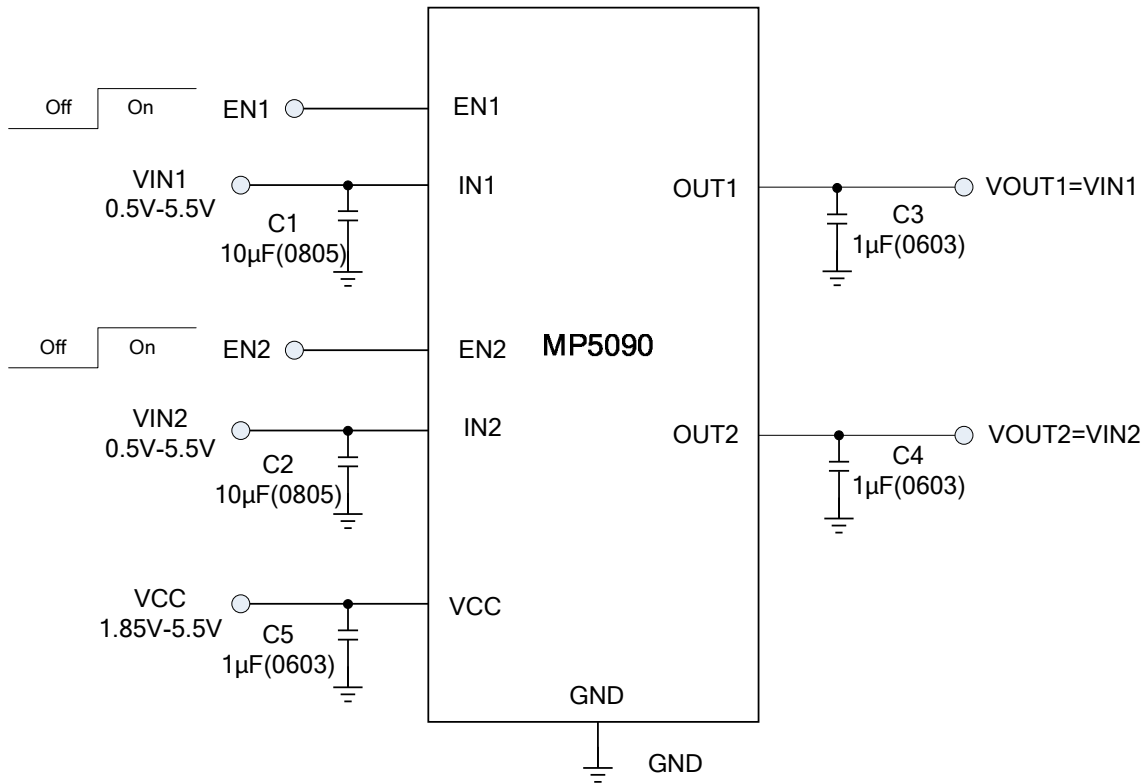 Off On EN1 EN1
VIN1 IN1
0.5V-5.5V
C1
10µF(0805)
OUT1 VOUT1=VIN1
C3
1µF(0603)
Off On EN2 EN2
MP5090
VIN2 IN2
0.5V-5.5V
C2
10µF(0805)
OUT2 VOUT2=VIN2
C4
1µF(0603)
VCC VCC
1.85V-5.5V
C5
1µF(0603)
GND
GND